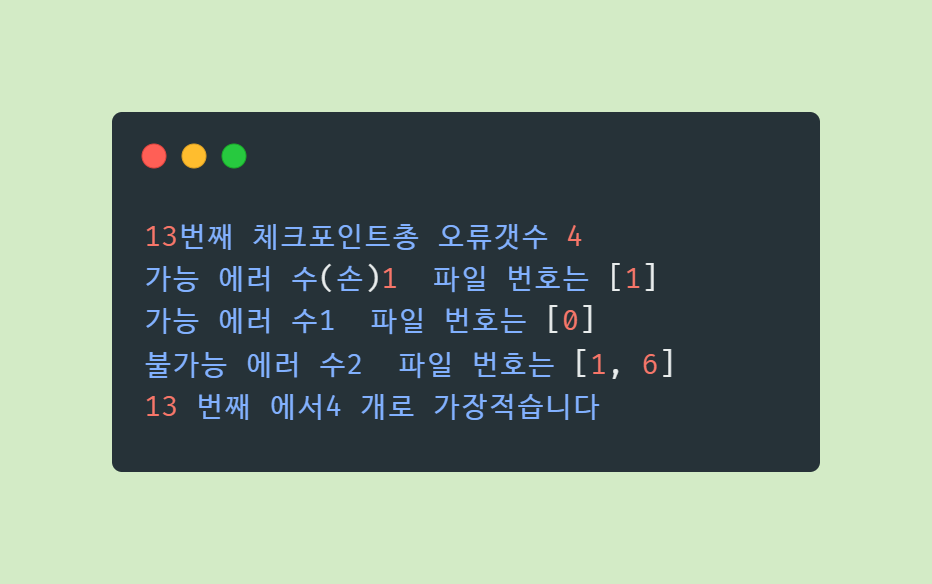 13번째 체크포인트총 오류갯수 4
가능 에러 수(손)1  파일 번호는 [1]
가능 에러 수1  파일 번호는 [0]
불가능 에러 수2  파일 번호는 [1, 6]
13 번째 에서4 개로 가장적습니다